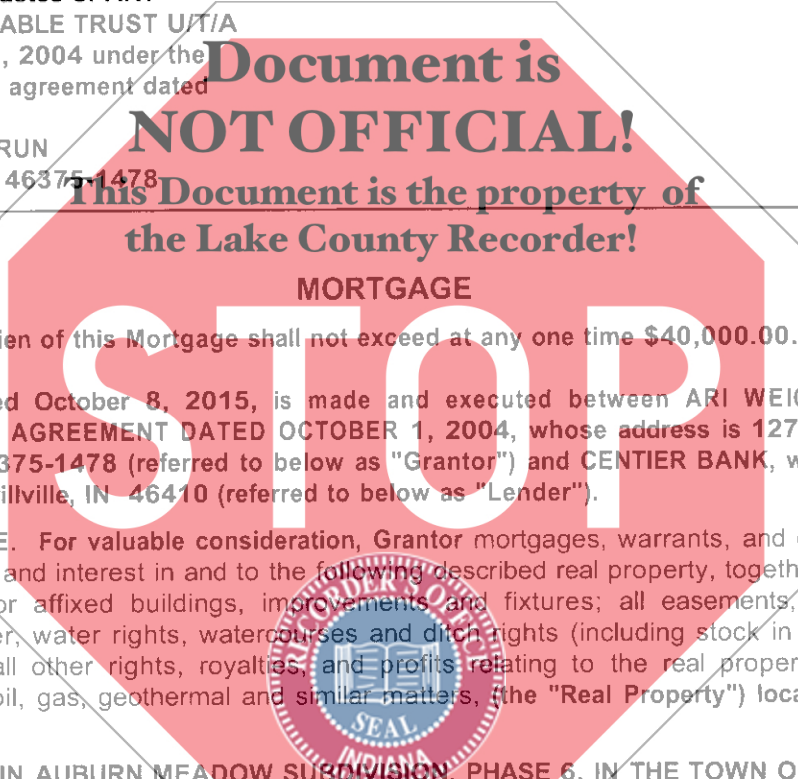 ABLE TRUST U/T/A
, 2004 under the
agreement dated
Document is
NOT OFFICIAL!
RUN
46375-1478
This Document is the property of
the Lake County Recorder!
MORTGAGE
ien of this Mortgage shall not exceed at any one time $40,000.00.
STOP
ed October 8, 2015, is made and executed between ARI WEI
AGREEMENT DATED OCTOBER 1, 2004, whose address is 127
375-1478 (referred to below as "Grantor") and CENTIER BANK, w
illville, IN 46410 (referred to below as "Lender").
E. For valuable consideration, Grantor mortgages, warrants, and
and interest in and to the following described real property, togeth
or affixed buildings, improvements and fixtures; all easements,
er, water rights, watercourses and ditch rights (including stock in
all other rights, royalties, and profits relating to the real proper
oil, gas, geothermal and similar matters, (the "Real Property") loca
RECORDER'S OFFIC
SEAL
INDIANA
IN AUBURN MEADOW SUBDIVISION, PHASE 6, IN THE TOWN O